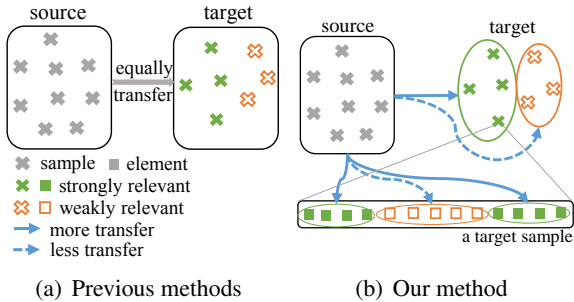 source
target
equally
transfer
sample
element
strongly relevant
weakly relevant
more transfer
less transfer
(a) Previous methods
source
target
a target sample
(b) Our method